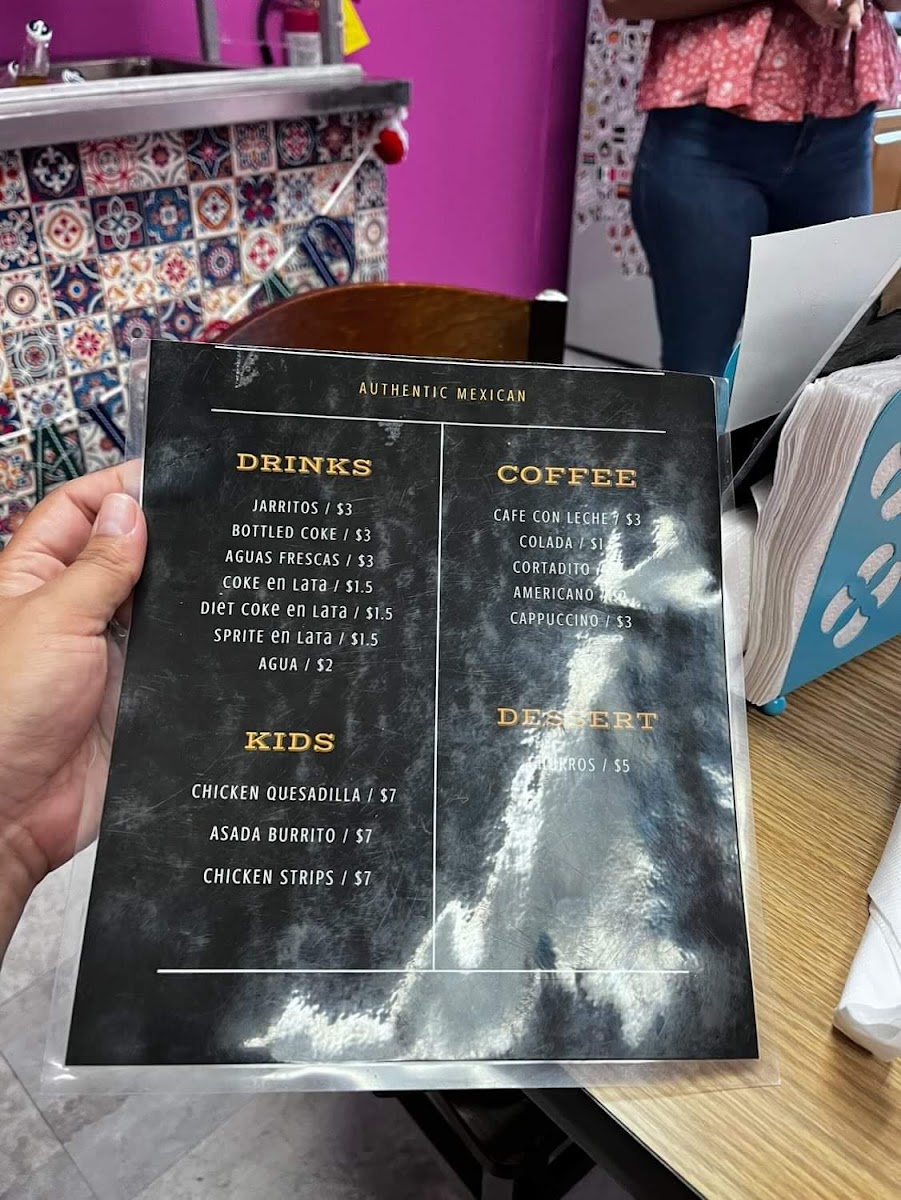 AUTHENTIC MEXICAN
DRINKS
JARRITOS / $3
BOTTLED COKE / $3
AGUAS FRESCAS / $3
COKE en LaTa / $1.5
DIET COKE en LaTa / $1.5
SPRITE en LaTa / $1.5
AGUA / $2
KIDS
CHICKEN QUESADILLA / $7
ASADA BURRITO / $7
CHICKEN STRIPS / $7
COFFEE
CAFE CON LECHE / $3
COLADA /
CORTADITO
AMERICANO
CAPPUCCINO / $3
DESSERT
CHURROS / $5